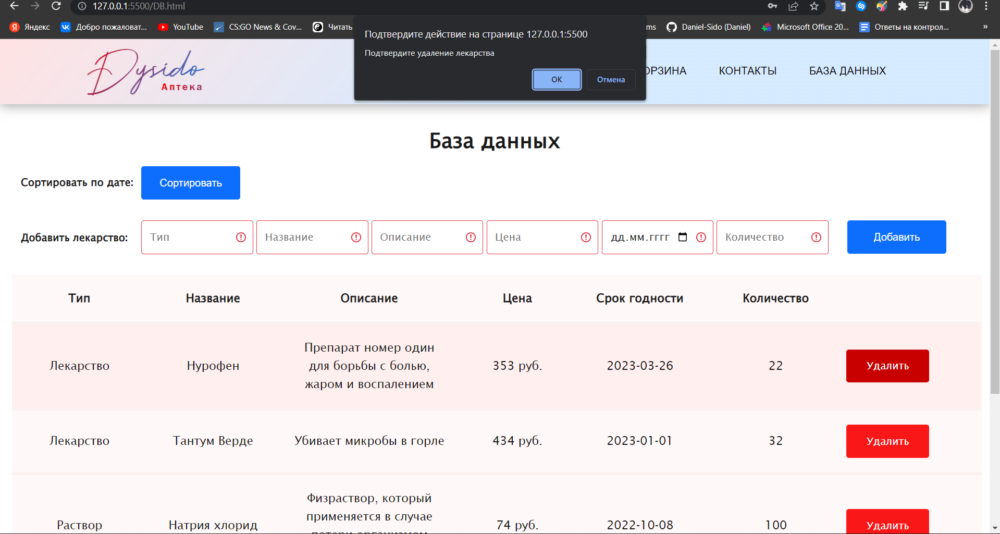 127.0.0.1:5500/DB.html
Яндекс
Добро пожаловат...
YouTube
CS:GO News & Cov...
Читать
ms
Daniel-Sido (Daniel)
Microsoft Office 20...
Ответы на контрол...
»
Подтвердите действие на странице 127.0.0.1:5500
Подтвердите удаление лекарства
ОК
Отмена
Dysido
Аптека
ОРЗИНА
КОНТАКТЫ
БАЗА ДАННЫХ
База данных
Сортировать по дате:
Сортировать
Добавить лекарство:
Тип
Название
Описание
Цена
дд.мм.гггг
Количество
Добавить
Тип Название Описание Цена Срок годности Количество
Препарат номер один
для борьбы с болью,
жаром и воспалением
Лекарство Нурофен 353 руб. 2023-03-26 22 Удалить
Лекарство Тантум Верде Убивает микробы в горле 434 руб. 2023-01-01 32 Удалить
Физраствор, который
применяется в случае
потери организмом
Раствор Натрия хлорид 74 руб. 2022-10-08 100 Удалить